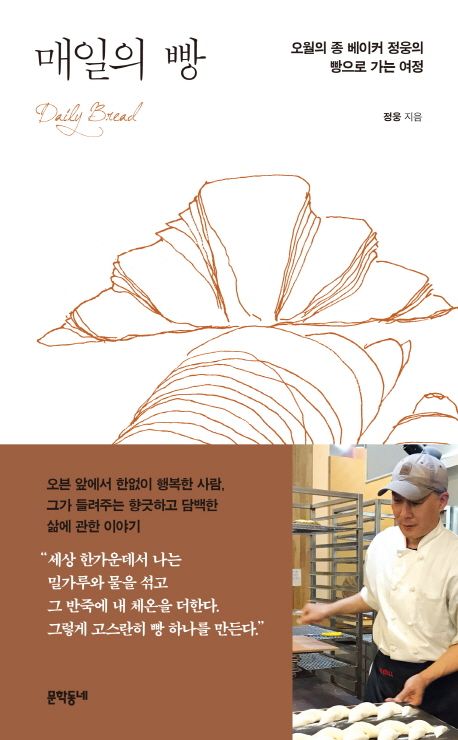 매일의 빵
Daily Bread
오월의 종 베이커 정웅의
빵으로 가는 여정
정웅 지음
오븐 앞에서 한없이 행복한 사람,
그가 들려주는 향긋하고 담백한
삶에 관한 이야기
“세상 한가운데서 나는
밀가루와 물을 섞고
그 반죽에 내 체온을 더한다.
그렇게 고스란히 빵 하나를 만든다.”
문학동네